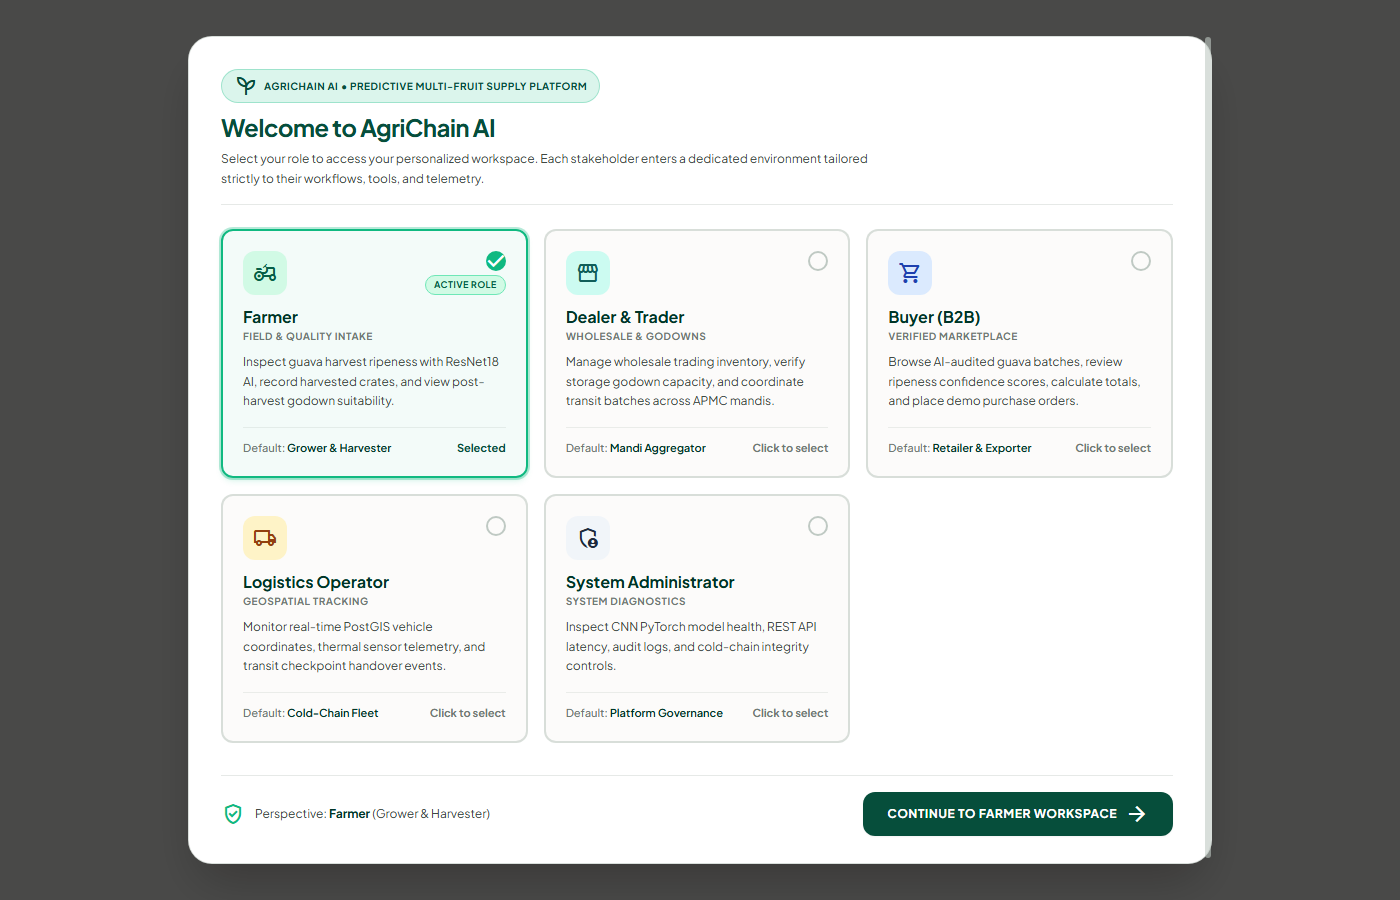 AGRICHAIN AI • PREDICTIVE MULTI-FRUIT SUPPLY PLATFORM
Welcome to AgriChain AI
Select your role to access your personalized workspace. Each stakeholder enters a dedicated environment tailored
strictly to their workflows, tools, and telemetry.
ACTIVE ROLE
Farmer
FIELD & QUALITY INTAKE
Inspect guava harvest ripeness with ResNet18
AI, record harvested crates, and view post-
harvest godown suitability.
Default: Grower & Harvester
Selected
Dealer & Trader
WHOLESALE & GODOWNS
Manage wholesale trading inventory, verify
storage godown capacity, and coordinate
transit batches across APMC mandis.
Default: Mandi Aggregator
Click to select
Buyer (B2B)
VERIFIED MARKETPLACE
Browse AI-audited guava batches, review
ripeness confidence scores, calculate totals,
and place demo purchase orders.
Default: Retailer & Exporter
Click to select
Logistics Operator
GEOSPATIAL TRACKING
Monitor real-time PostGIS vehicle
coordinates, thermal sensor telemetry, and
transit checkpoint handover events.
Default: Cold-Chain Fleet
Click to select
System Administrator
SYSTEM DIAGNOSTICS
Inspect CNN PyTorch model health, REST API
latency, audit logs, and cold-chain integrity
controls.
Default: Platform Governance
Click to select
Perspective: Farmer (Grower & Harvester)
CONTINUE TO FARMER WORKSPACE